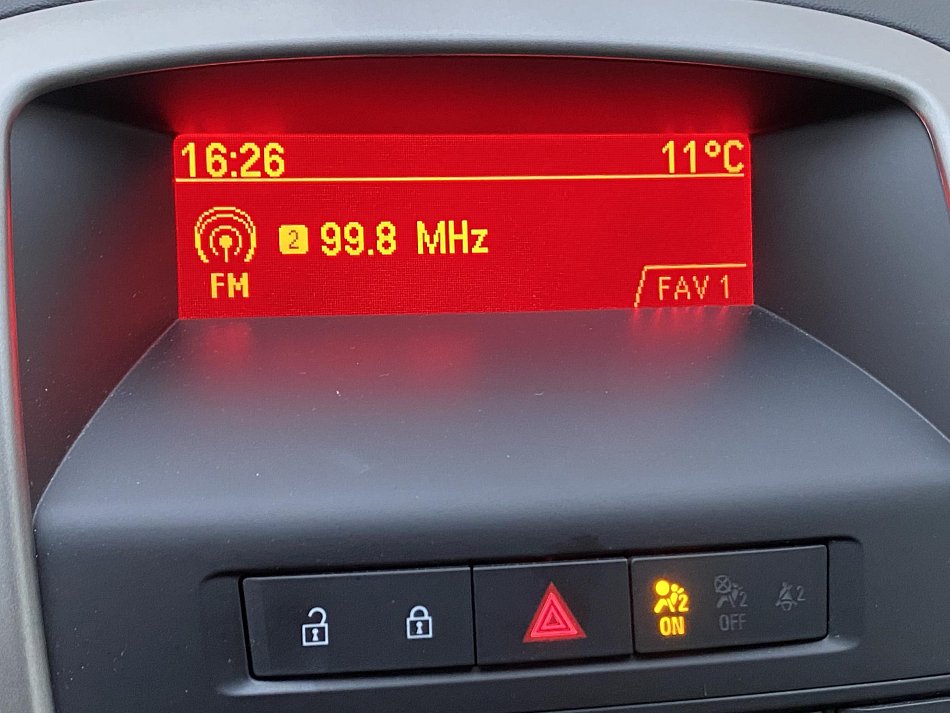 16:26 11°C
2 99.8 MHz
FM
FAV 1
2 2 2
ON OFF